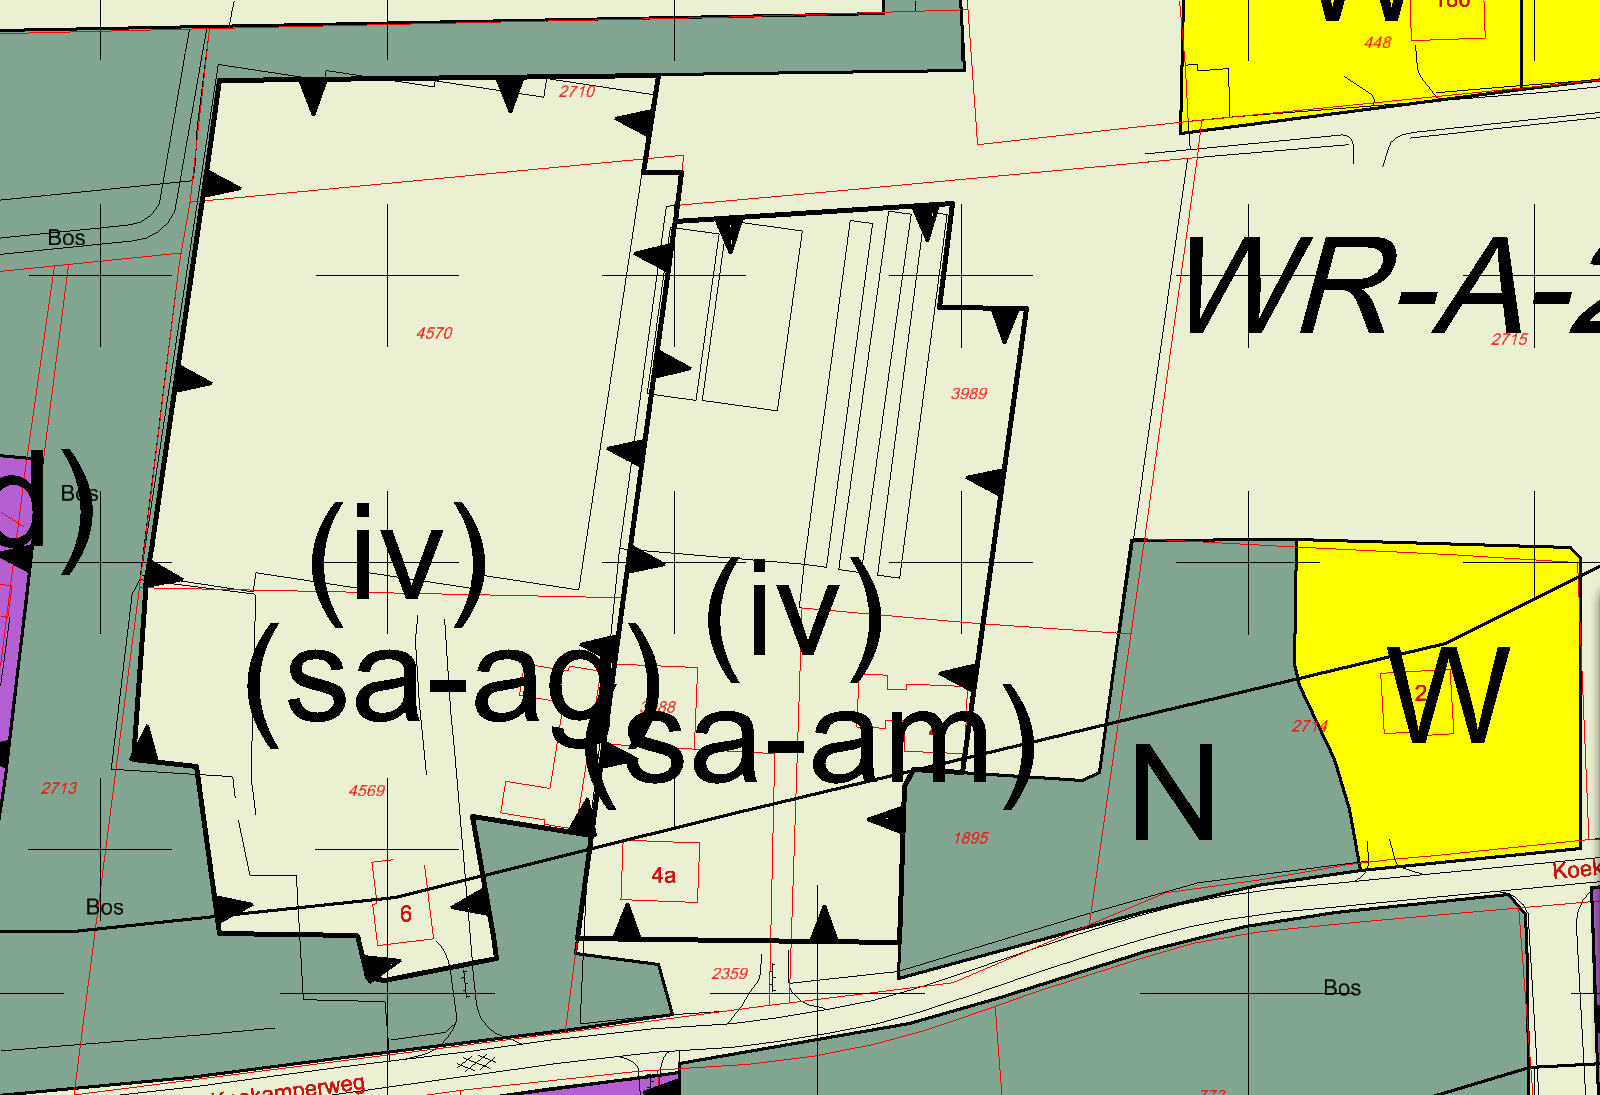 W
180
448
2710
Bos
WR-A-2
2715
4570
3989
d)
Bos
(iv)
(iv)
(sa-ag)
(sa-am)
2
W
2714
N
2713
4569
1895
4a
6
Bos
2359
Bos
Koek
Koekamperweg
772